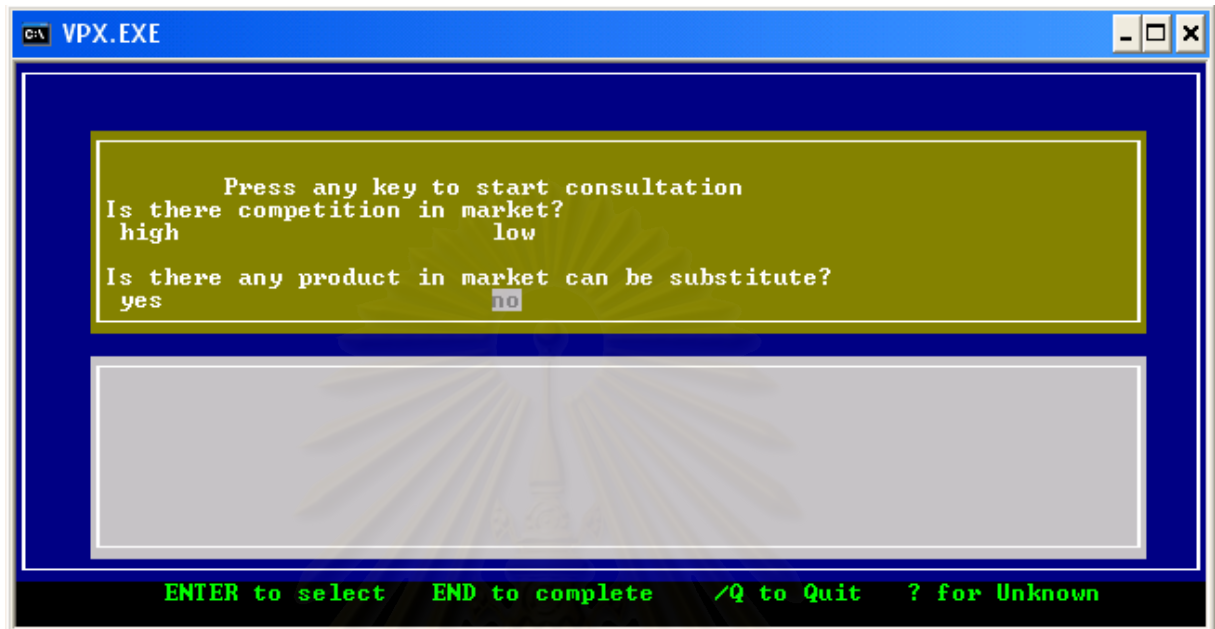 VPX.EXE
Press any key to start consultation
Is there competition in market?
high low
Is there any product in market can be substitute?
yes no
ENTER to select END to complete /Q to Quit ? for Unknown